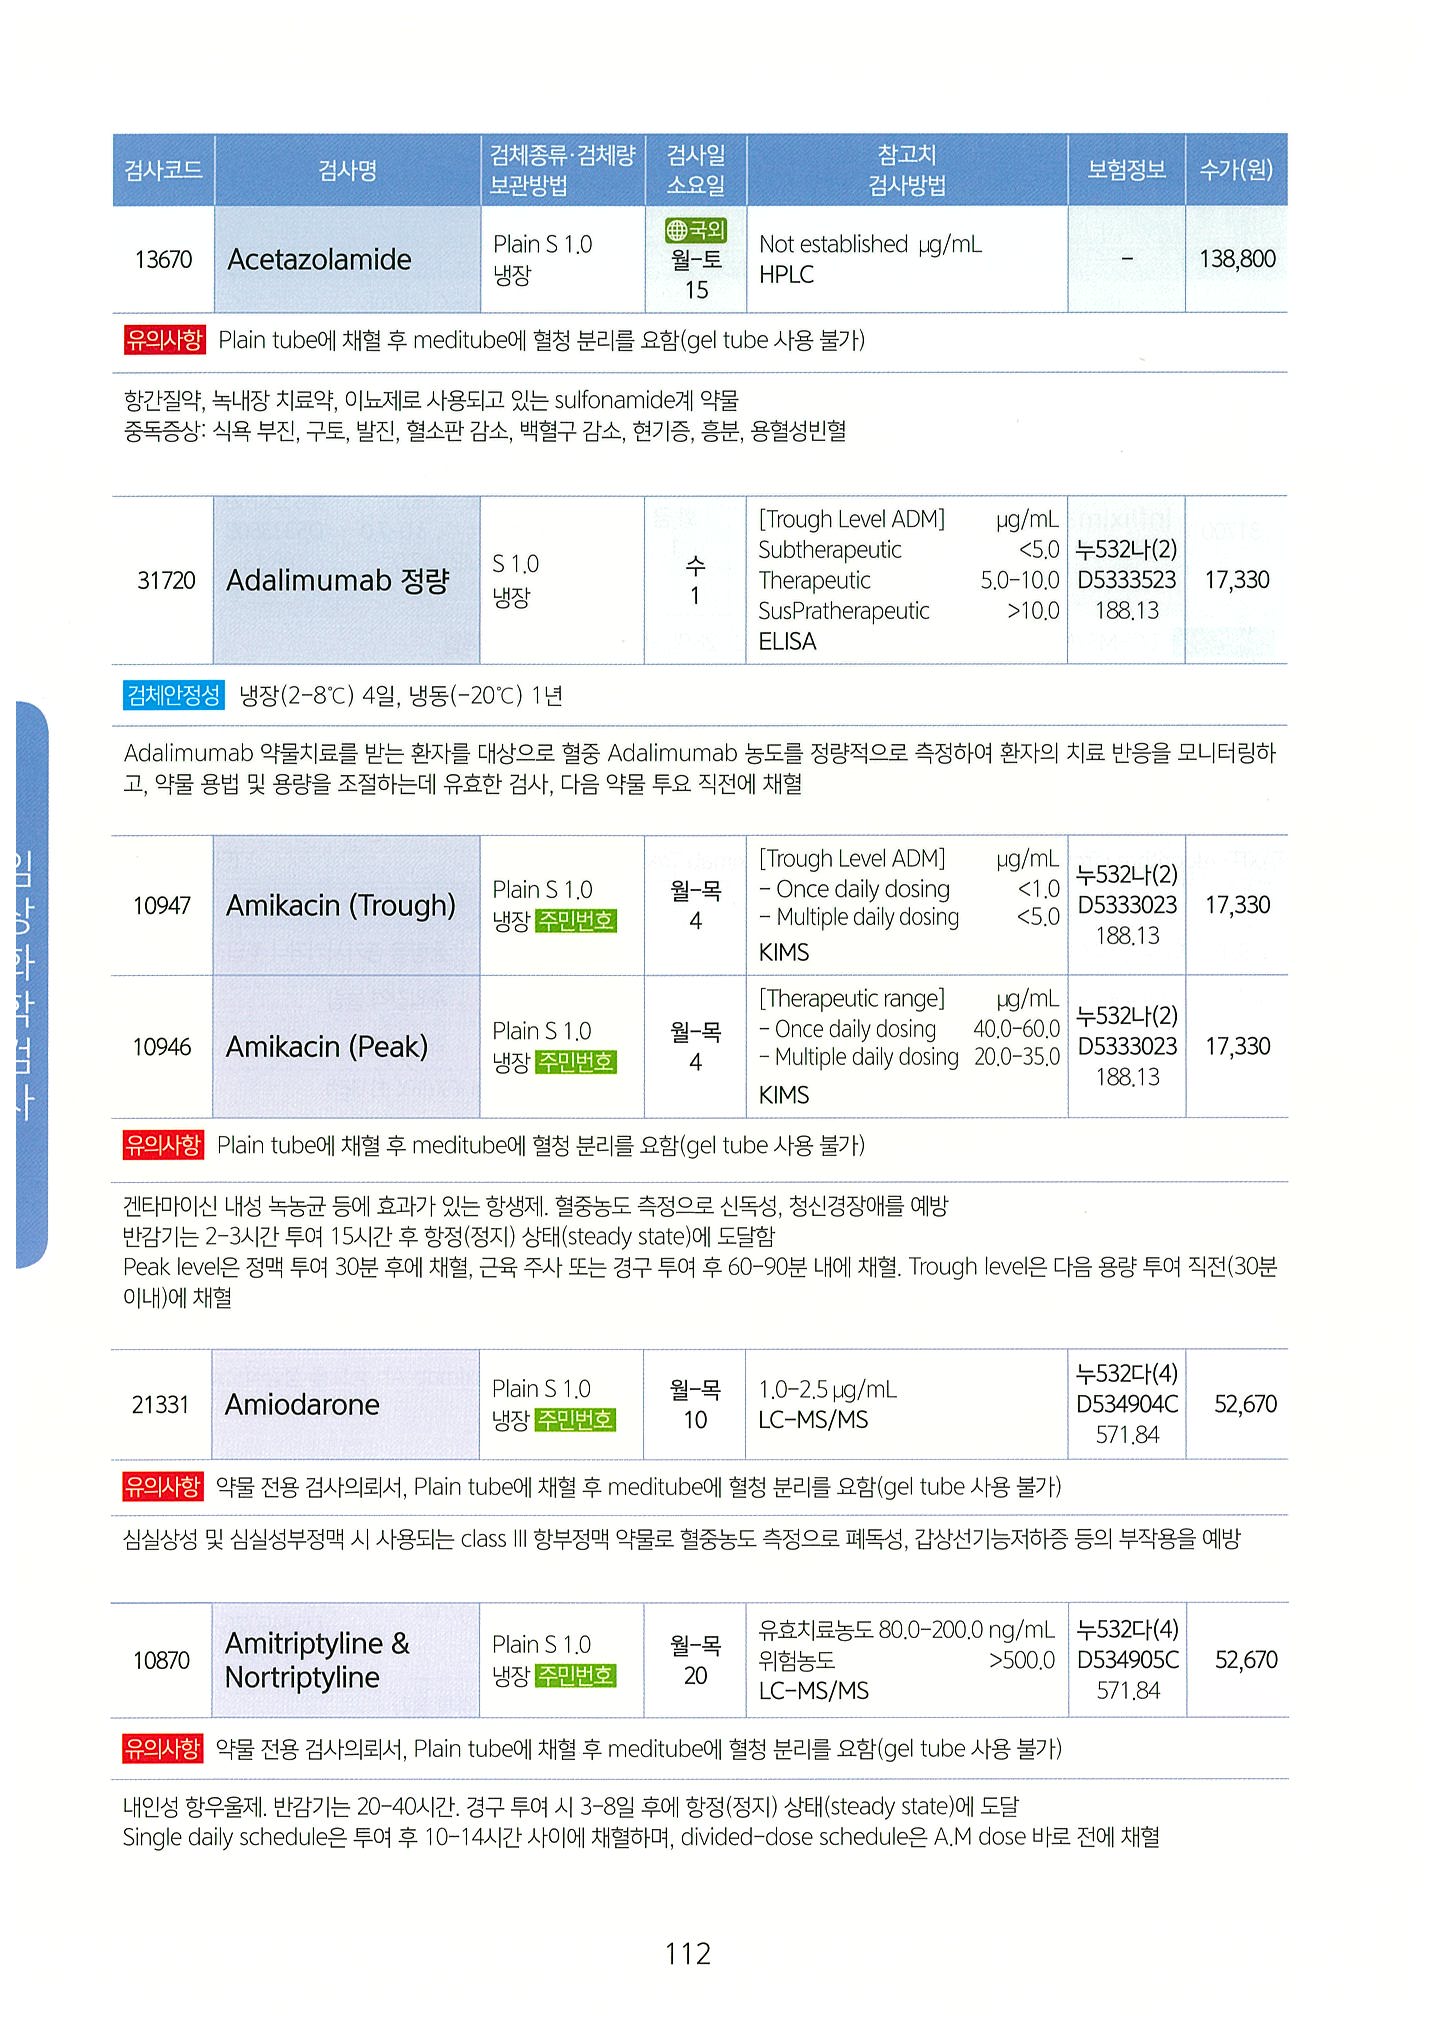 검사코드 검사명 검체종류·검체량 보관방법 검사일 소요일 참고치 검사방법 보험정보 수가(원)
13670 Acetazolamide Plain S 1.0 냉장 국외 월-토 15 Not established µg/mL HPLC - 138,800
유의사항 Plain tube에 채혈 후 meditube에 혈청 분리를 요함(gel tube 사용 불가)
항간질약, 녹내장 치료약, 이뇨제로 사용되고 있는 sulfonamide계 약물
중독증상: 식욕 부진, 구토, 발진, 혈소판 감소, 백혈구 감소, 현기증, 흥분, 용혈성빈혈
31720 Adalimumab 정량 S 1.0 냉장 수 1
[Trough Level ADM] µg/mL
Subtherapeutic <5.0
Therapeutic 5.0-10.0
SusPratherapeutic >10.0
ELISA
누532나(2)
D5333523
188.13
17,330
검체안정성 냉장(2-8℃) 4일, 냉동(-20℃) 1년
Adalimumab 약물치료를 받는 환자를 대상으로 혈중 Adalimumab 농도를 정량적으로 측정하여 환자의 치료 반응을 모니터링하
고, 약물 용법 및 용량을 조절하는데 유효한 검사, 다음 약물 투요 직전에 채혈
10947 Amikacin (Trough) Plain S 1.0 냉장 주민번호 월-목 4
[Trough Level ADM] µg/mL
- Once daily dosing <1.0
- Multiple daily dosing <5.0
KIMS
누532나(2)
D5333023
188.13
17,330
10946 Amikacin (Peak) Plain S 1.0 냉장 주민번호 월-목 4
[Therapeutic range] µg/mL
- Once daily dosing 40.0-60.0
- Multiple daily dosing 20.0-35.0
KIMS
누532나(2)
D5333023
188.13
17,330
유의사항 Plain tube에 채혈 후 meditube에 혈청 분리를 요함(gel tube 사용 불가)
겐타마이신 내성 녹농균 등에 효과가 있는 항생제. 혈중농도 측정으로 신독성, 청신경장애를 예방
반감기는 2-3시간 투여 15시간 후 항정(정지) 상태(steady state)에 도달함
Peak level은 정맥 투여 30분 후에 채혈, 근육 주사 또는 경구 투여 후 60-90분 내에 채혈. Trough level은 다음 용량 투여 직전(30분
이내)에 채혈
21331 Amiodarone Plain S 1.0 냉장 주민번호 월-목 10
1.0-2.5 µg/mL
LC-MS/MS
누532다(4)
D534904C
571.84
52,670
유의사항 약물 전용 검사의뢰서, Plain tube에 채혈 후 meditube에 혈청 분리를 요함(gel tube 사용 불가)
심실상성 및 심실성부정맥 시 사용되는 class III 항부정맥 약물로 혈중농도 측정으로 폐독성, 갑상선기능저하증 등의 부작용을 예방
10870 Amitriptyline & Nortriptyline Plain S 1.0 냉장 주민번호 월-목 20
유효치료농도 80.0-200.0 ng/mL
위험농도 >500.0
LC-MS/MS
누532다(4)
D534905C
571.84
52,670
유의사항 약물 전용 검사의뢰서, Plain tube에 채혈 후 meditube에 혈청 분리를 요함(gel tube 사용 불가)
내인성 항우울제. 반감기는 20-40시간. 경구 투여 시 3-8일 후에 항정(정지) 상태(steady state)에 도달
Single daily schedule은 투여 후 10-14시간 사이에 채혈하며, divided-dose schedule은 A.M dose 바로 전에 채혈
임상화학검사
112